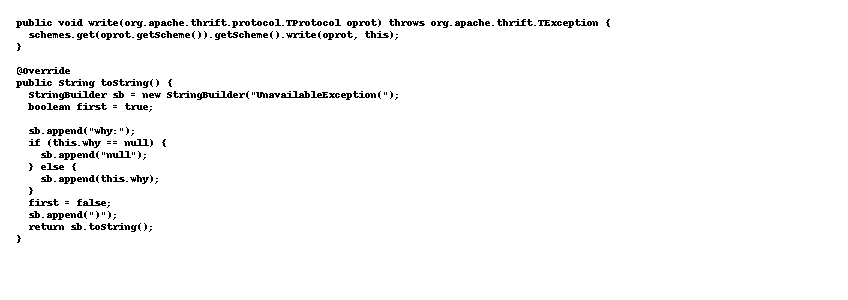 public void write(org.apache.thrift.protocol.TProtocol oprot) throws org.apache.thrift.TException {
  schemes.get(oprot.getScheme()).getScheme().write(oprot, this);
}

@Override
public String toString() {
  StringBuilder sb = new StringBuilder("UnavailableException(");
  boolean first = true;

  sb.append("why:");
  if (this.why == null) {
    sb.append("null");
  } else {
    sb.append(this.why);
  }
  first = false;
  sb.append(")");
  return sb.toString();
}